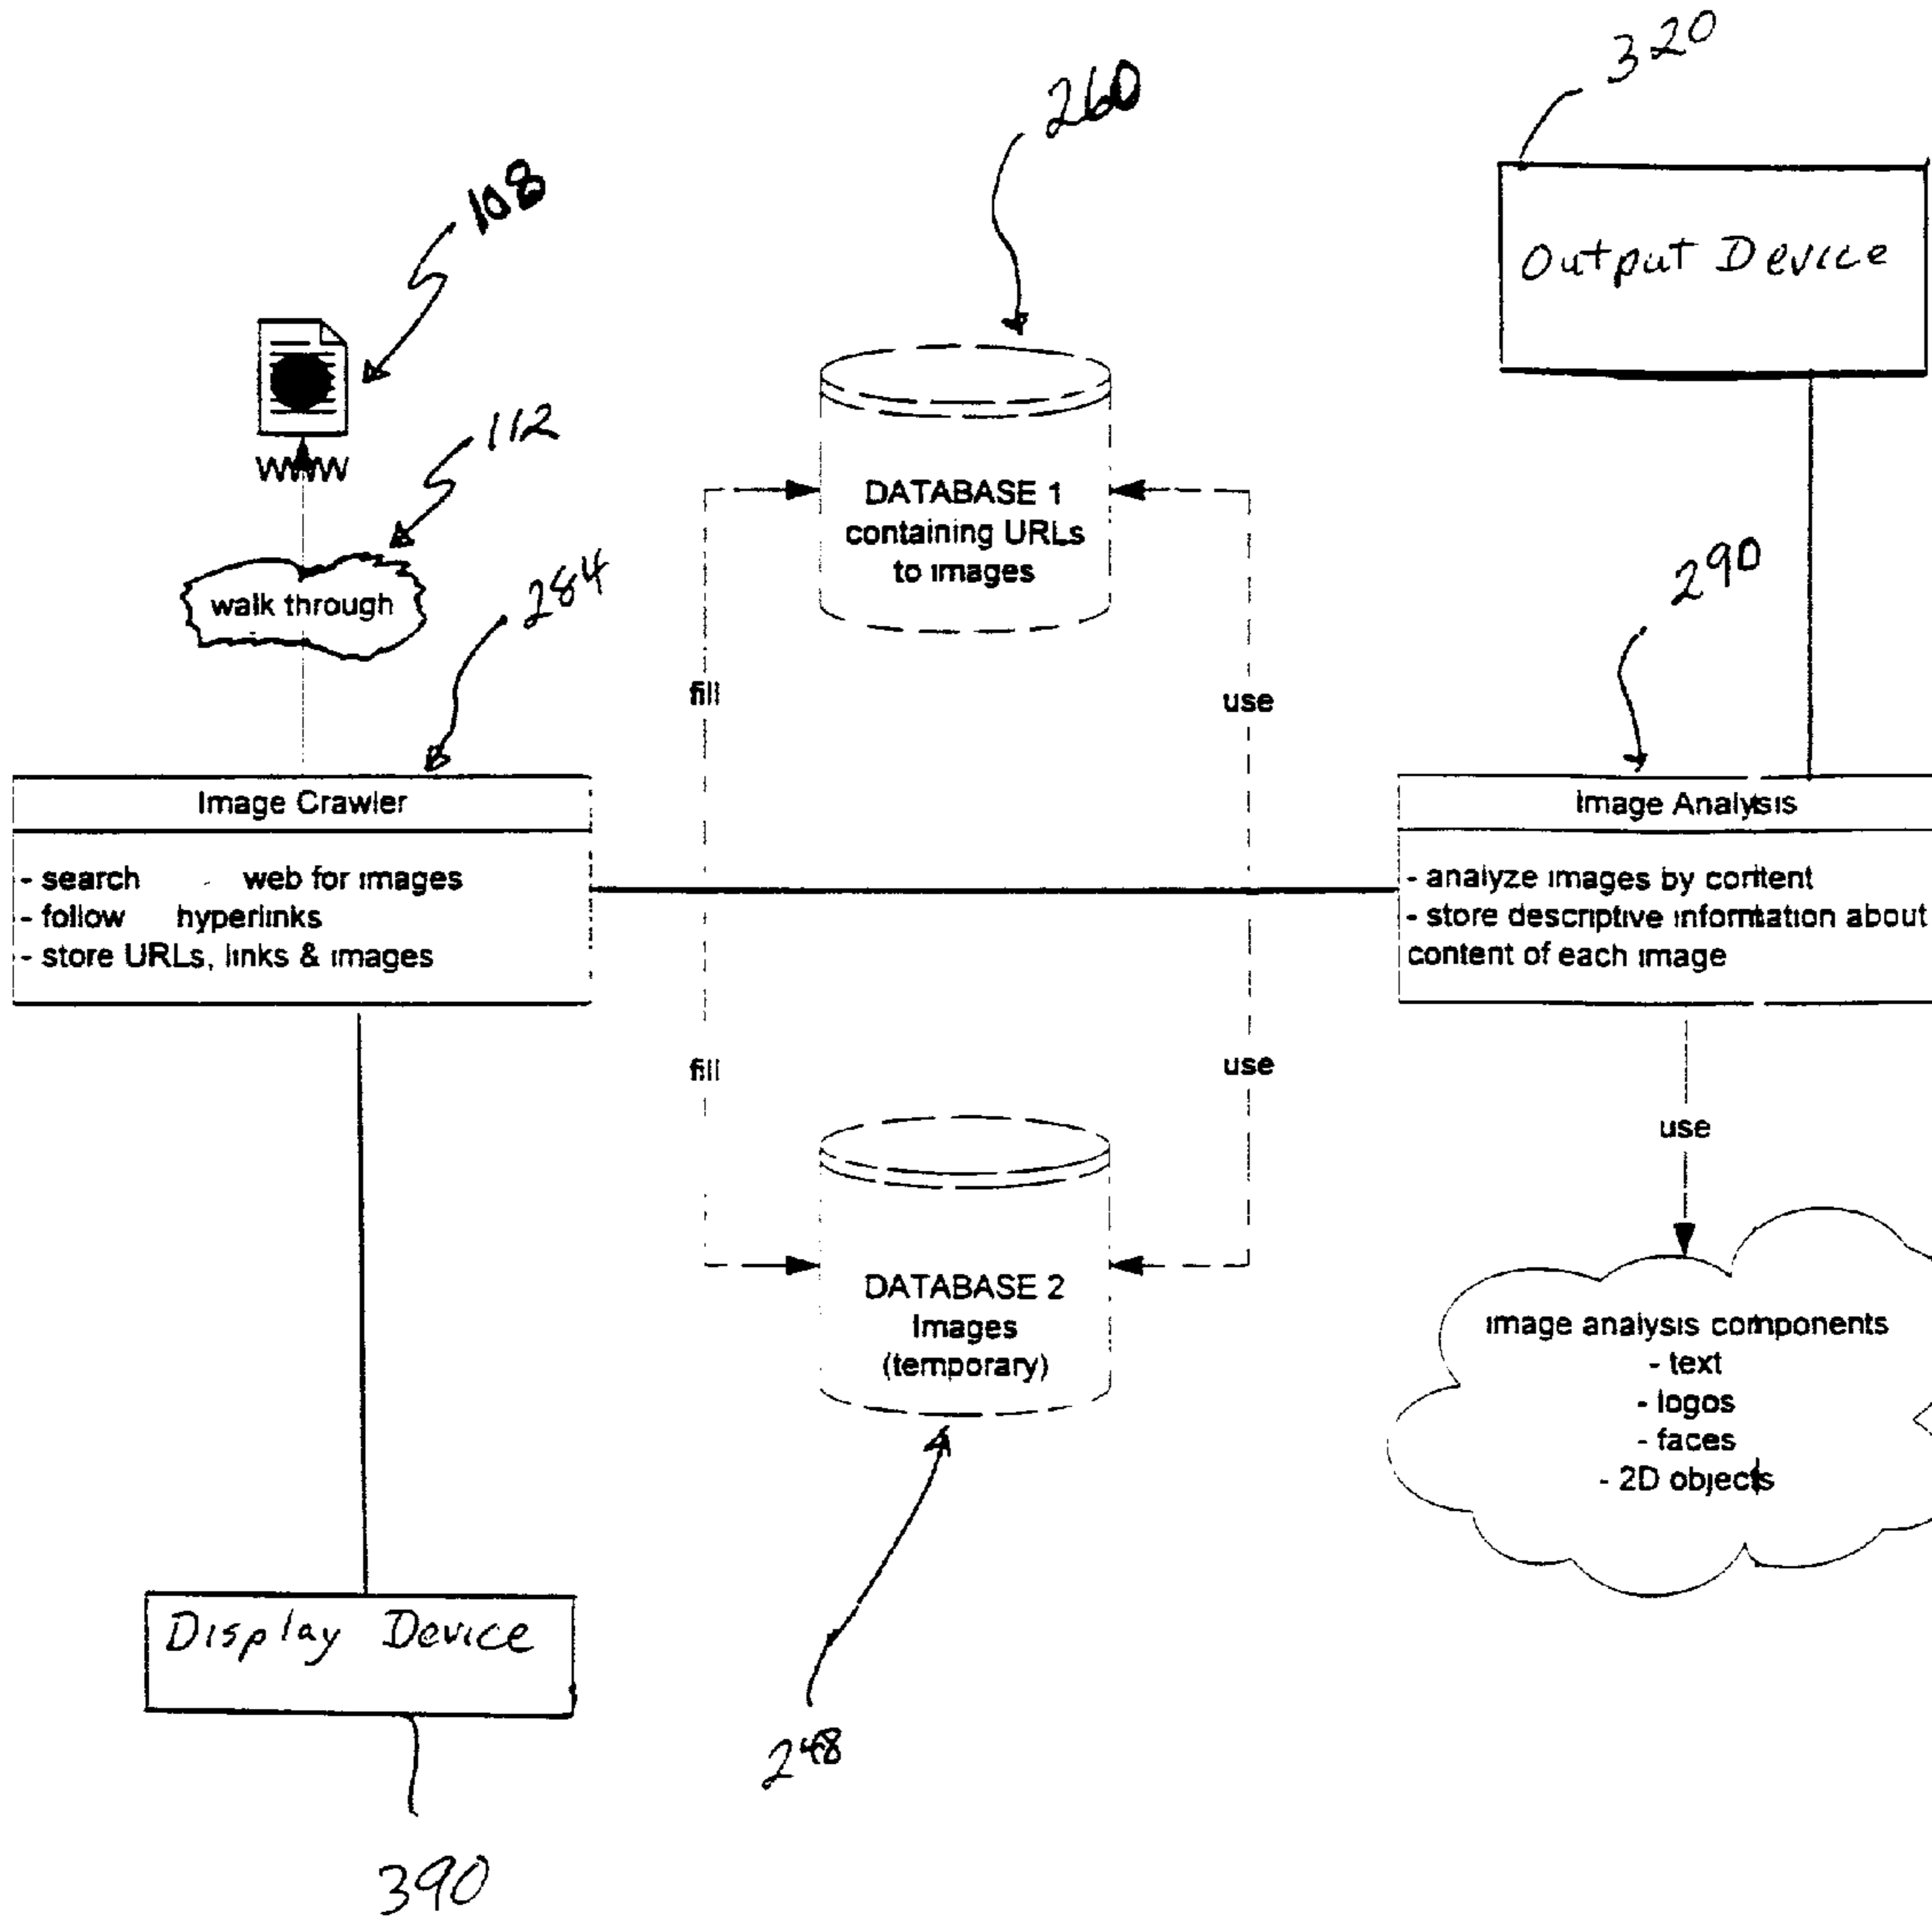 320
260
108
Output Device
WWW
112
DATABASE 1
containing URLs
to images
walk through
284
290
fill
use
Image Crawler
- search web for images
- follow hyperlinks
- store URLs, links & images
Image Analysis
- analyze images by content
- store descriptive information about
content of each image
fill
use
use
DATABASE 2
Images
(temporary)
image analysis components
- text
- logos
- faces
- 2D objects
Display Device
248
390